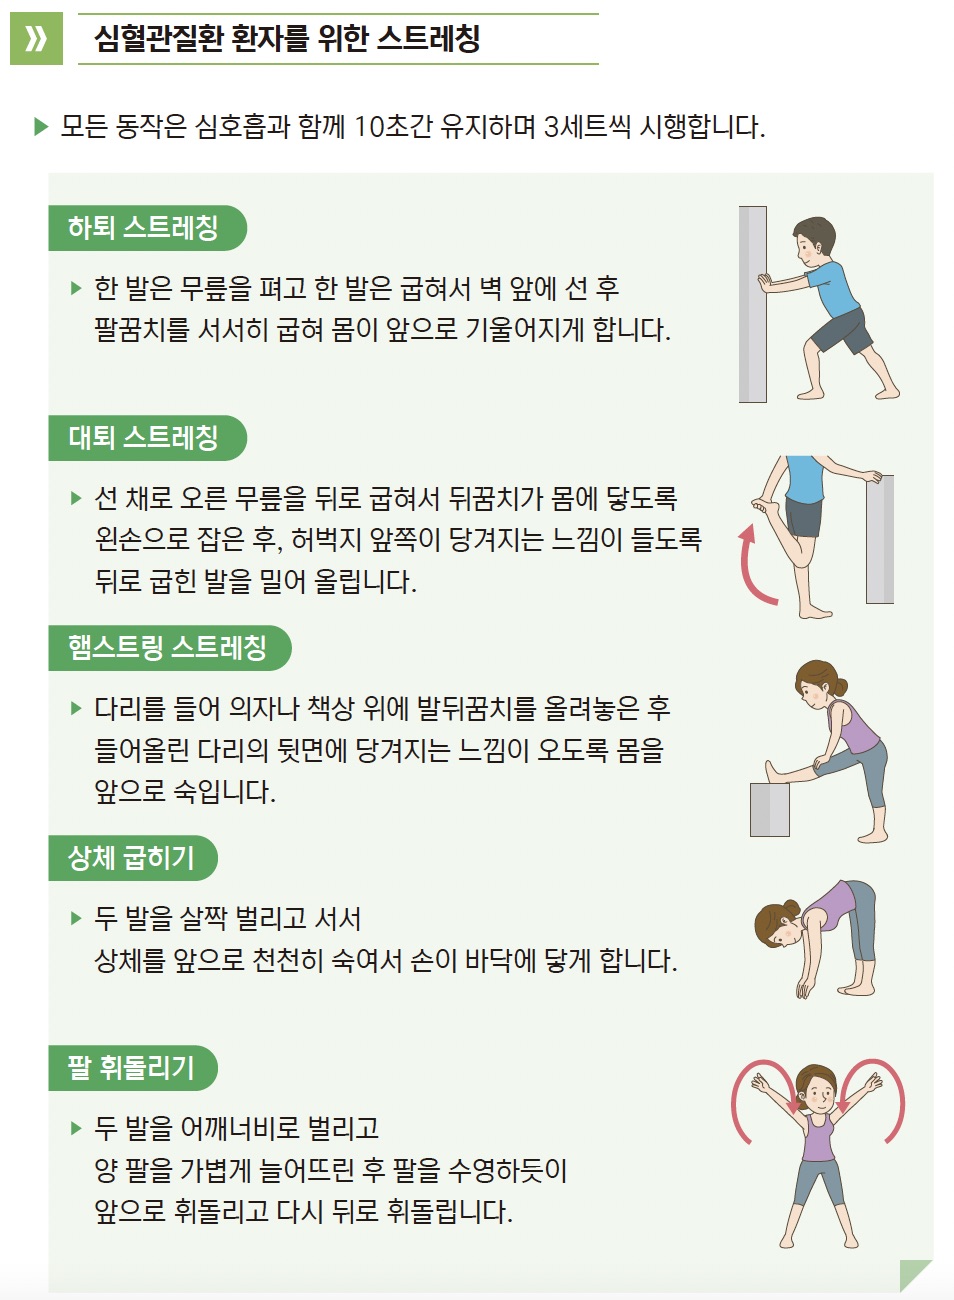 심혈관질환 환자를 위한 스트레칭
모든 동작은 심호흡과 함께 10초간 유지하며 3세트씩 시행합니다.
하퇴 스트레칭
한 발은 무릎을 펴고 한 발은 굽혀서 벽 앞에 선 후
팔꿈치를 서서히 굽혀 몸이 앞으로 기울어지게 합니다.
대퇴 스트레칭
선 채로 오른 무릎을 뒤로 굽혀서 뒤꿈치가 몸에 닿도록
왼손으로 잡은 후, 허벅지 앞쪽이 당겨지는 느낌이 들도록
뒤로 굽힌 발을 밀어 올립니다.
햄스트링 스트레칭
다리를 들어 의자나 책상 위에 발뒤꿈치를 올려놓은 후
들어올린 다리의 뒷면에 당겨지는 느낌이 오도록 몸을
앞으로 숙입니다.
상체 굽히기
두 발을 살짝 벌리고 서서
상체를 앞으로 천천히 숙여서 손이 바닥에 닿게 합니다.
팔 휘돌리기
두 발을 어깨너비로 벌리고
양 팔을 가볍게 늘어뜨린 후 팔을 수영하듯이
앞으로 휘돌리고 다시 뒤로 휘돌립니다.